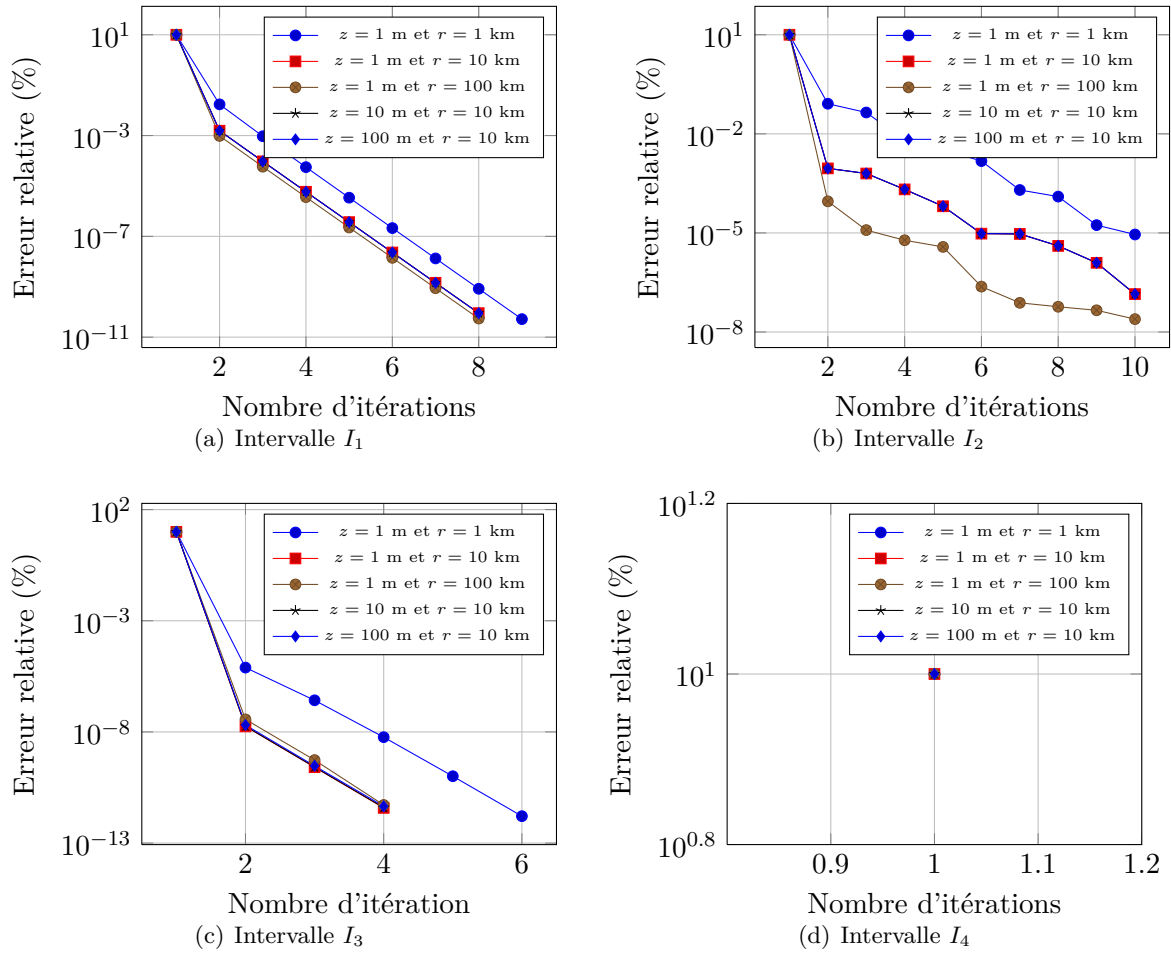 Erreur relative (%)
10^1
10^−3
10^−7
10^−11
z = 1 m et r = 1 km
z = 1 m et r = 10 km
z = 1 m et r = 100 km
z = 10 m et r = 10 km
z = 100 m et r = 10 km
2 4 6 8
Nombre d'itérations
(a) Intervalle I_1
Erreur relative (%)
10^1
10^−2
10^−5
10^−8
z = 1 m et r = 1 km
z = 1 m et r = 10 km
z = 1 m et r = 100 km
z = 10 m et r = 10 km
z = 100 m et r = 10 km
2 4 6 8 10
Nombre d'itérations
(b) Intervalle I_2
Erreur relative (%)
10^2
10^−3
10^−8
10^−13
z = 1 m et r = 1 km
z = 1 m et r = 10 km
z = 1 m et r = 100 km
z = 10 m et r = 10 km
z = 100 m et r = 10 km
2 4 6
Nombre d'itération
(c) Intervalle I_3
Erreur relative (%)
10^1.2
10^1
10^0.8
z = 1 m et r = 1 km
z = 1 m et r = 10 km
z = 1 m et r = 100 km
z = 10 m et r = 10 km
z = 100 m et r = 10 km
0.9 1 1.1 1.2
Nombre d'itérations
(d) Intervalle I_4